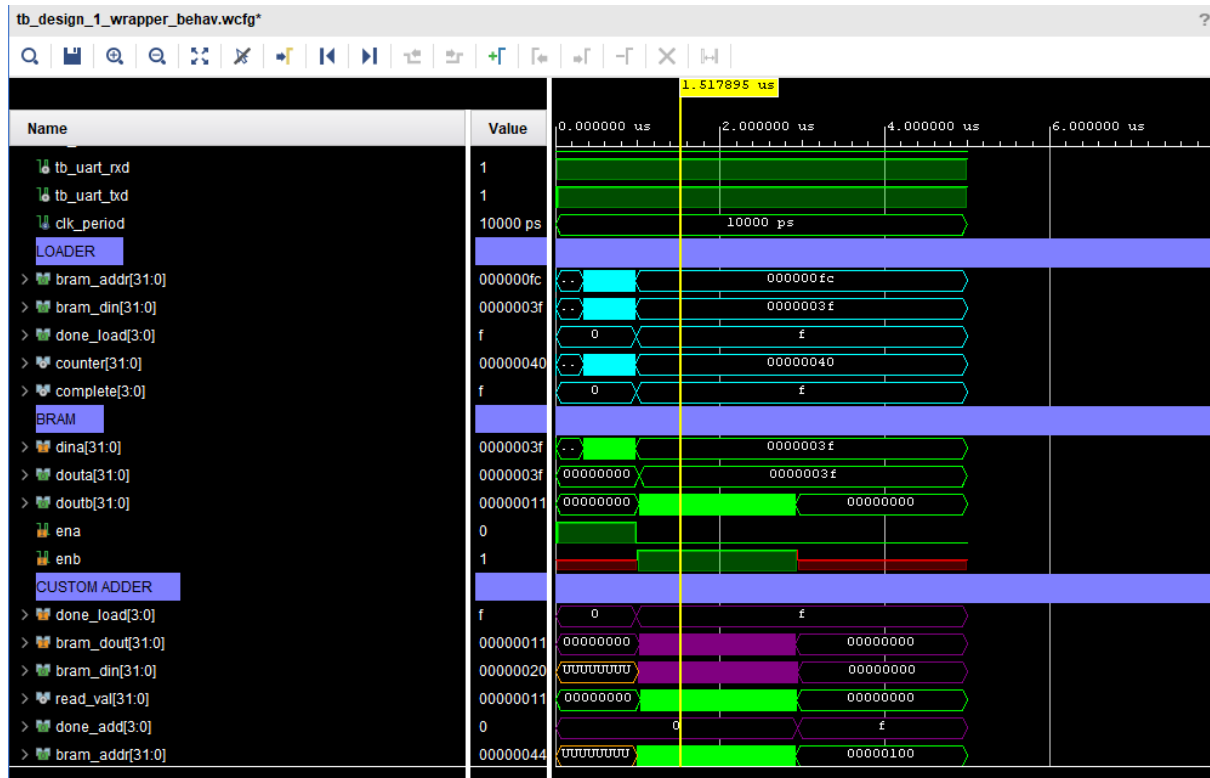 tb_design_1_wrapper_behav.wcfg*
?
1.517895 us
Name Value 0.000000 us 2.000000 us 4.000000 us 6.000000 us
tb_uart_rxd 1
tb_uart_txd 1
clk_period 10000 ps 10000 ps
LOADER
bram_addr[31:0] 000000fc .. 000000fc
bram_din[31:0] 0000003f .. 0000003f
done_load[3:0] f 0 f
counter[31:0] 00000040 .. 00000040
complete[3:0] f 0 f
BRAM
dina[31:0] 0000003f .. 0000003f
douta[31:0] 0000003f 00000000 0000003f
doutb[31:0] 00000011 00000000 00000000
ena 0
enb 1
CUSTOM ADDER
done_load[3:0] f 0 f
bram_dout[31:0] 00000011 00000000 00000000
bram_din[31:0] 00000020 UUUUUUUU 00000000
read_val[31:0] 00000011 00000000 00000000
done_add[3:0] 0 0 f
bram_addr[31:0] 00000044 UUUUUUUU 00000100